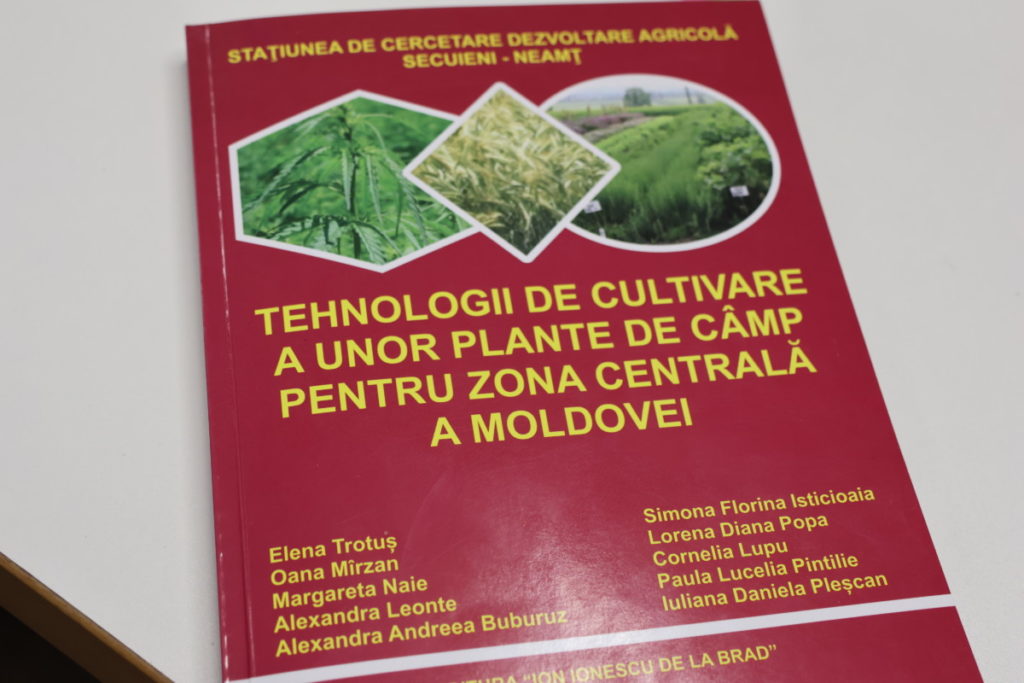 STAȚIUNEA DE CERCETARE DEZVOLTARE AGRICOLĂ
SECUIENI - NEAMȚ
TEHNOLOGII DE CULTIVARE
A UNOR PLANTE DE CÂMP
PENTRU ZONA CENTRALĂ
A MOLDOVEI
Elena Trotuș
Oana Mîrzan
Margareta Naie
Alexandra Leonte
Alexandra Andreea Buburuz
Simona Florina Isticioaia
Lorena Diana Popa
Cornelia Lupu
Paula Lucelia Pintilie
Iuliana Daniela Pleșcan
"ION IONESCU DE LA BRAD"